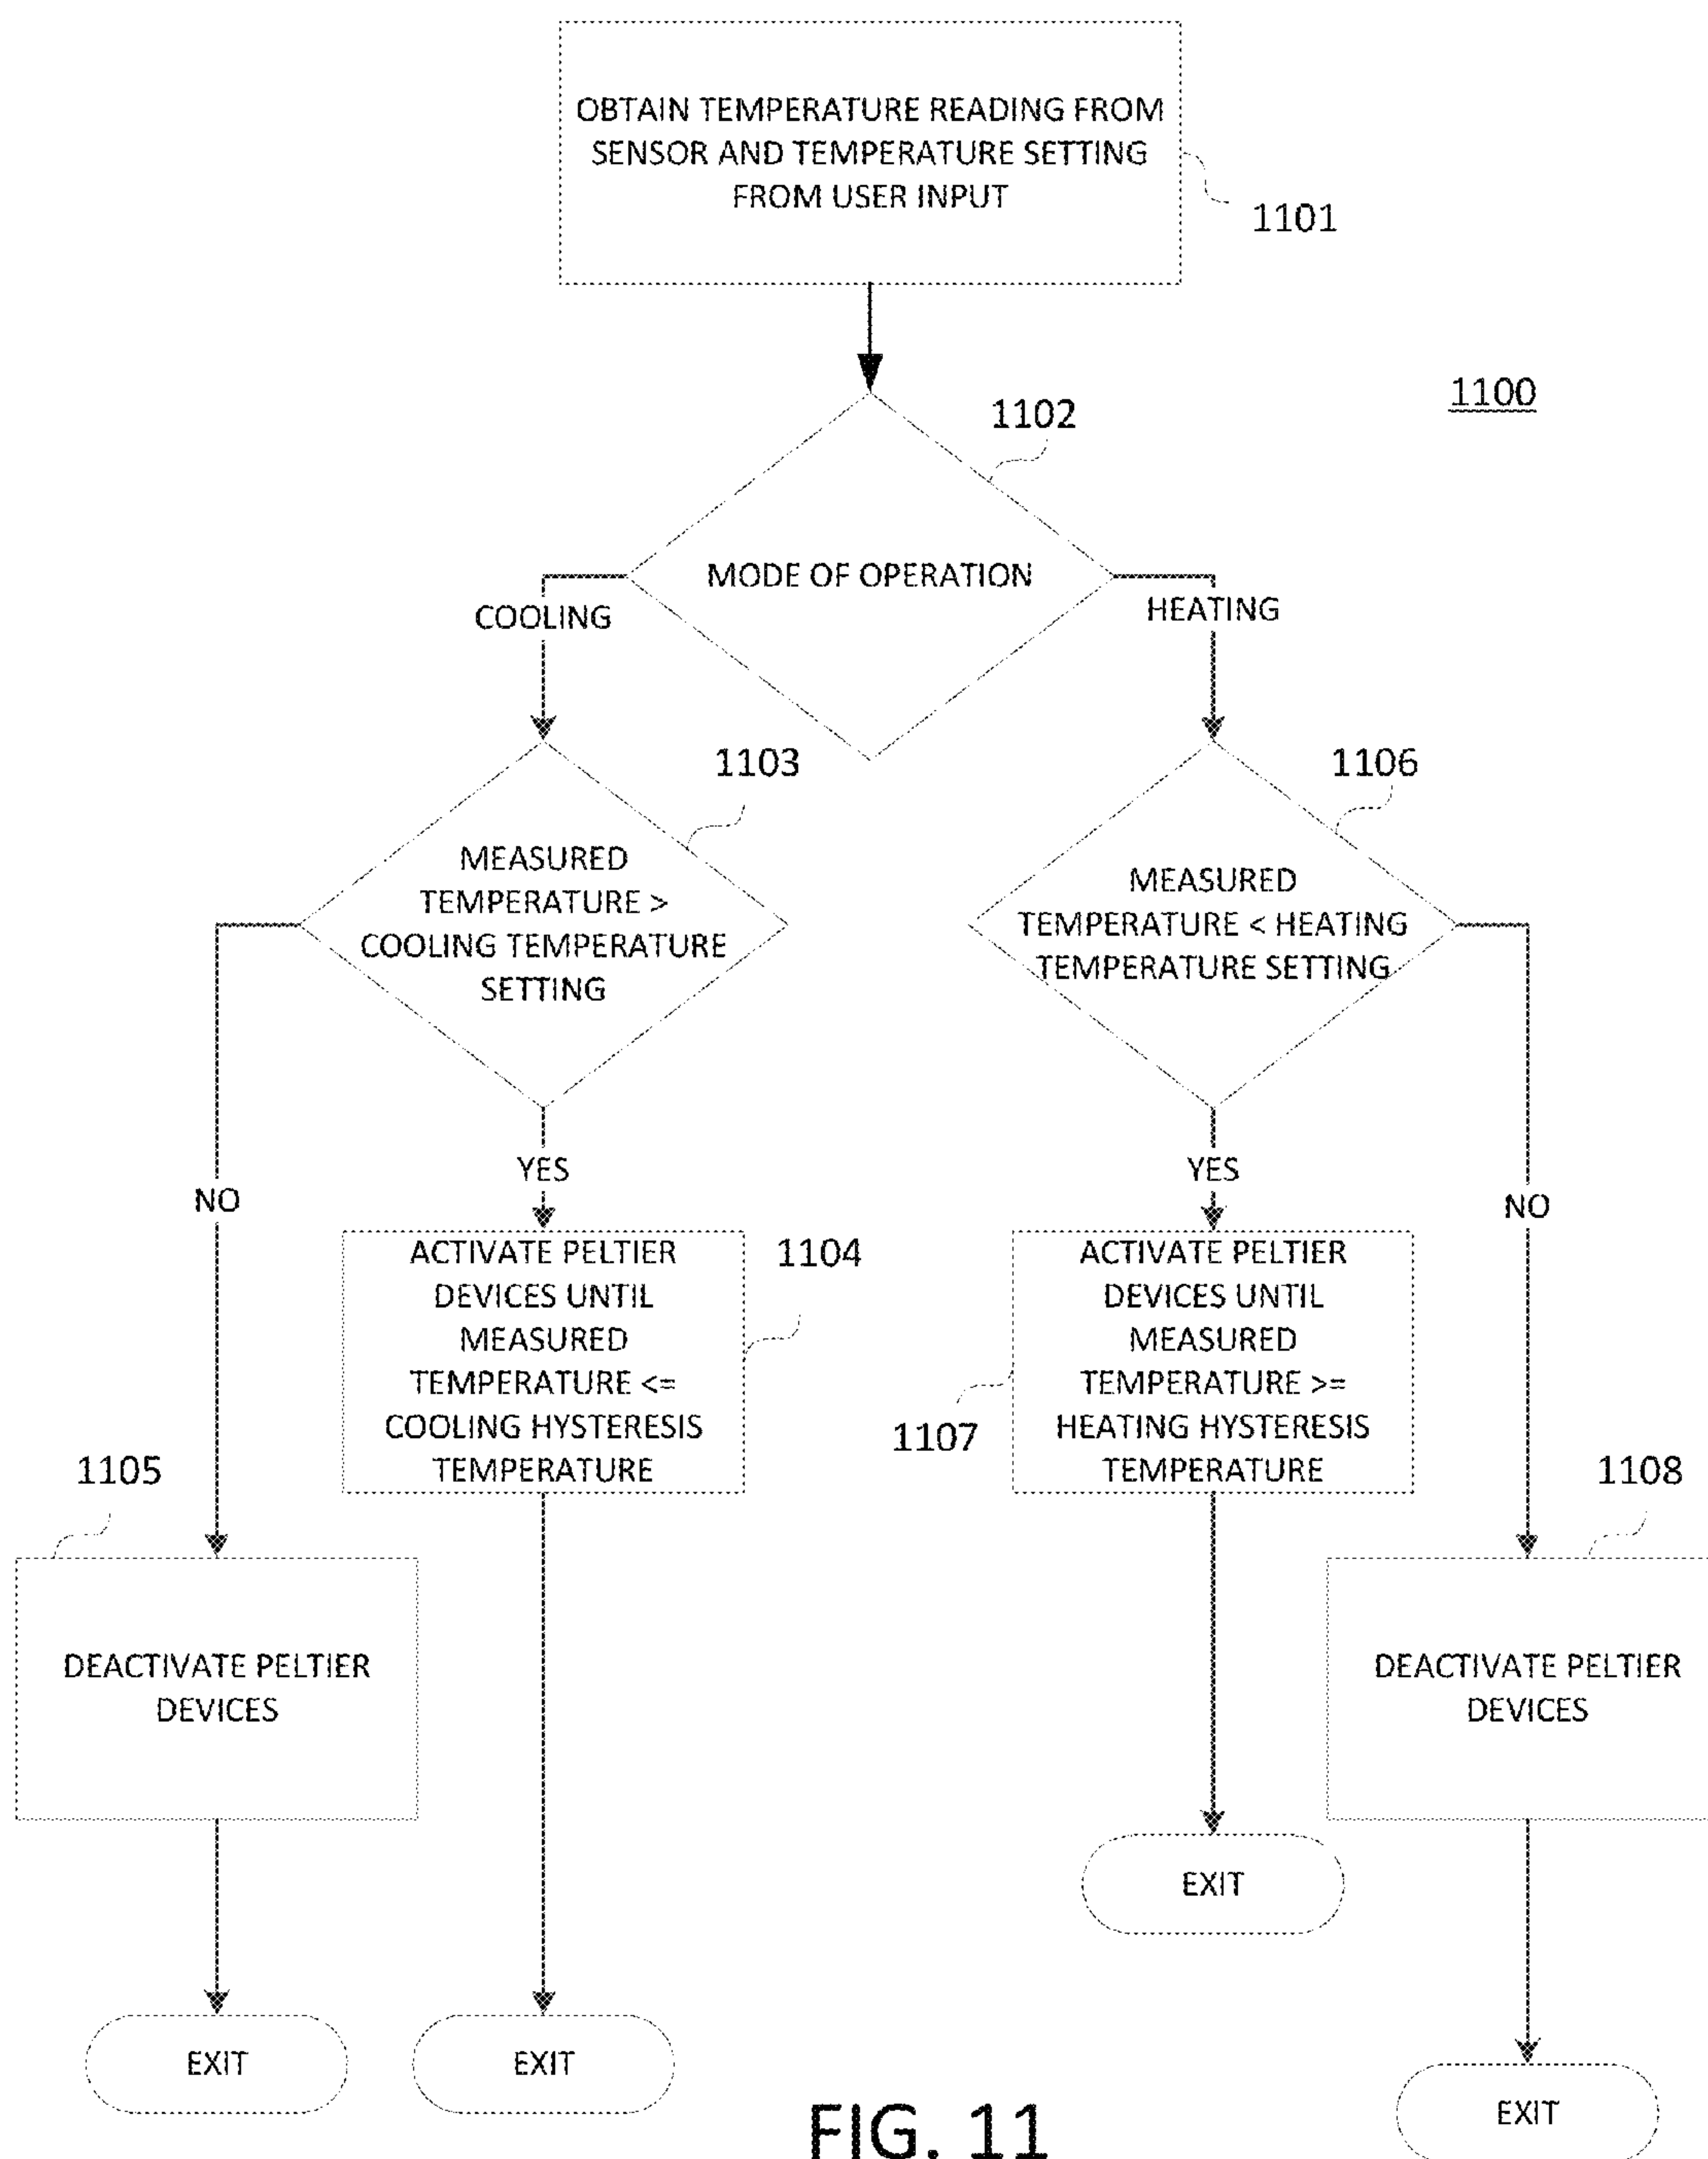 OBTAIN TEMPERATURE READING FROM
SENSOR AND TEMPERATURE SETTING
FROM USER INPUT
1101
1100
1102
MODE OF OPERATION
COOLING
HEATING
1103
MEASURED
TEMPERATURE >
COOLING TEMPERATURE
SETTING
1106
MEASURED
TEMPERATURE < HEATING
TEMPERATURE SETTING
NO
YES
YES
NO
ACTIVATE PELTIER
DEVICES UNTIL
MEASURED
TEMPERATURE <=
COOLING HYSTERESIS
TEMPERATURE
1104
ACTIVATE PELTIER
DEVICES UNTIL
MEASURED
TEMPERATURE >=
HEATING HYSTERESIS
TEMPERATURE
1107
1105
DEACTIVATE PELTIER
DEVICES
1108
DEACTIVATE PELTIER
DEVICES
EXIT
EXIT
EXIT
EXIT
FIG. 11